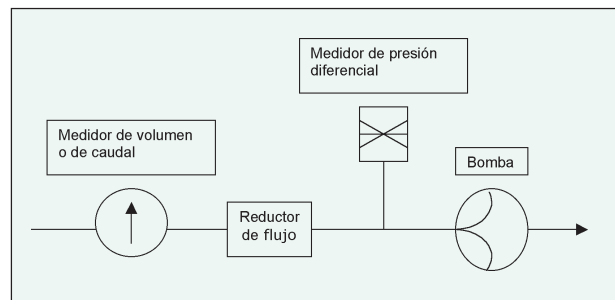 Medidor de presión
diferencial
Medidor de volumen
o de caudal
Bomba
Reductor
de flujo